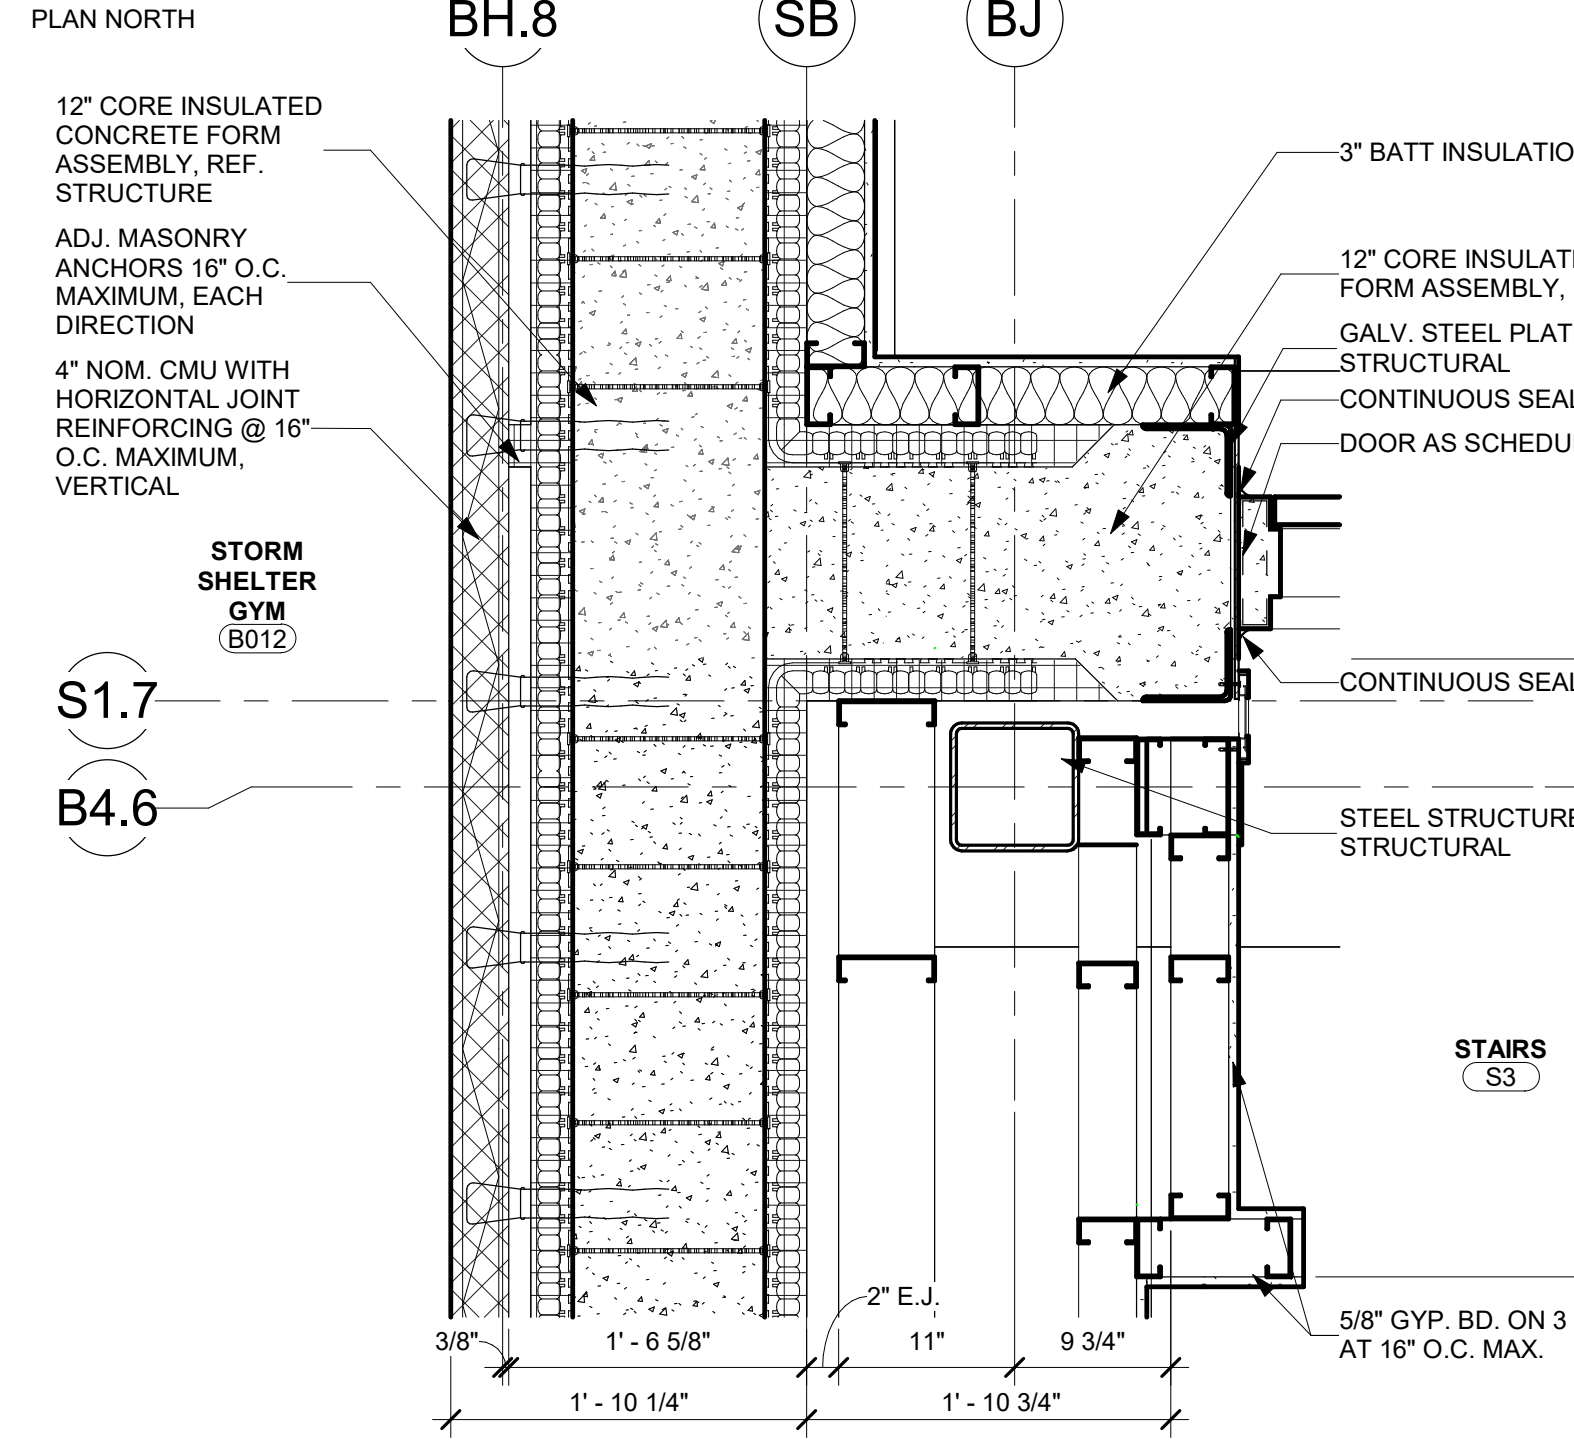 PLAN NORTH
BH.8
SB
BJ
12" CORE INSULATED
CONCRETE FORM
ASSEMBLY, REF.
STRUCTURE
ADJ. MASONRY
ANCHORS 16" O.C.
MAXIMUM, EACH
DIRECTION
4" NOM. CMU WITH
HORIZONTAL JOINT
REINFORCING @ 16"
O.C. MAXIMUM,
VERTICAL
STORM
SHELTER
GYM
B012
S1.7
B4.6
3" BATT INSULATIO
12" CORE INSULAT
FORM ASSEMBLY,
GALV. STEEL PLAT
STRUCTURAL
CONTINUOUS SEAL
DOOR AS SCHEDU
CONTINUOUS SEAL
STEEL STRUCTURE
STRUCTURAL
STAIRS
S3
5/8" GYP. BD. ON 3
AT 16" O.C. MAX.
2" E.J.
3/8"
1' - 6 5/8"
11"
9 3/4"
1' - 10 1/4"
1' - 10 3/4"